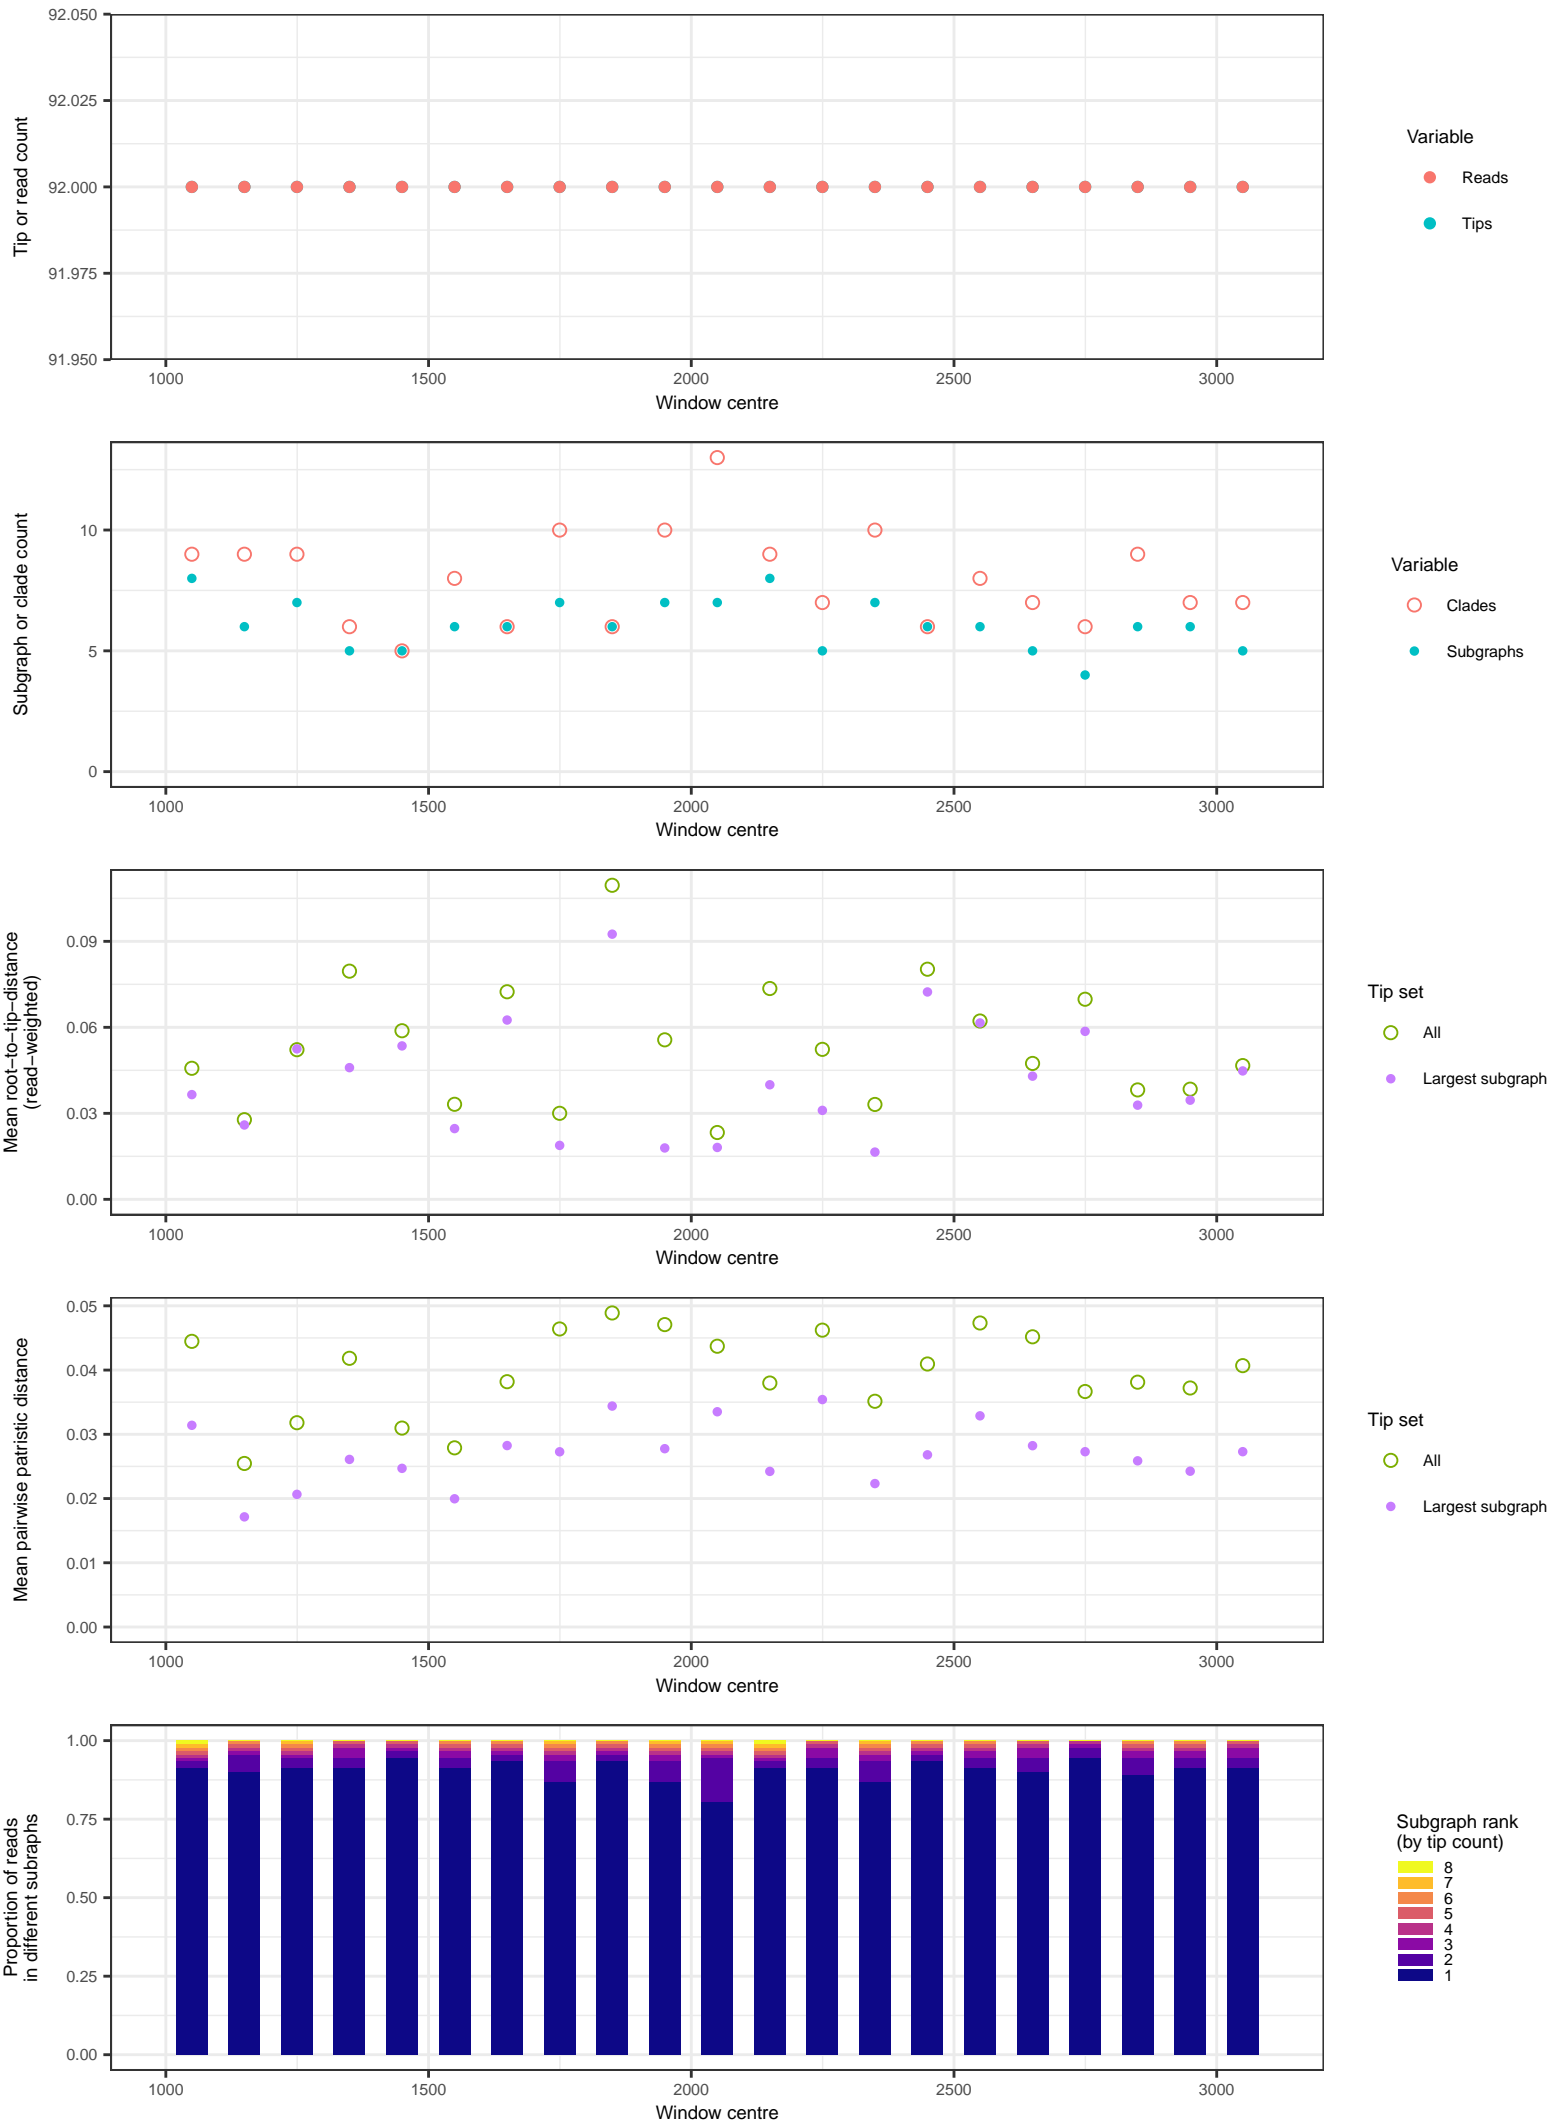 92.050
92.025
92.000
91.975
91.950
Tip or read count
1000 1500 2000 2500 3000
Window centre
Variable
Reads
Tips
10
5
0
Subgraph or clade count
1000 1500 2000 2500 3000
Window centre
Variable
Clades
Subgraphs
0.09
0.06
0.03
0.00
Mean root−to−tip−distance
(read−weighted)
1000 1500 2000 2500 3000
Window centre
Tip set
All
Largest subgraph
0.05
0.04
0.03
0.02
0.01
0.00
Mean pairwise patristic distance
1000 1500 2000 2500 3000
Window centre
Tip set
All
Largest subgraph
1.00
0.75
0.50
0.25
0.00
Proportion of reads
in different subraphs
1000 1500 2000 2500 3000
Window centre
Subgraph rank
(by tip count)
8
7
6
5
4
3
2
1